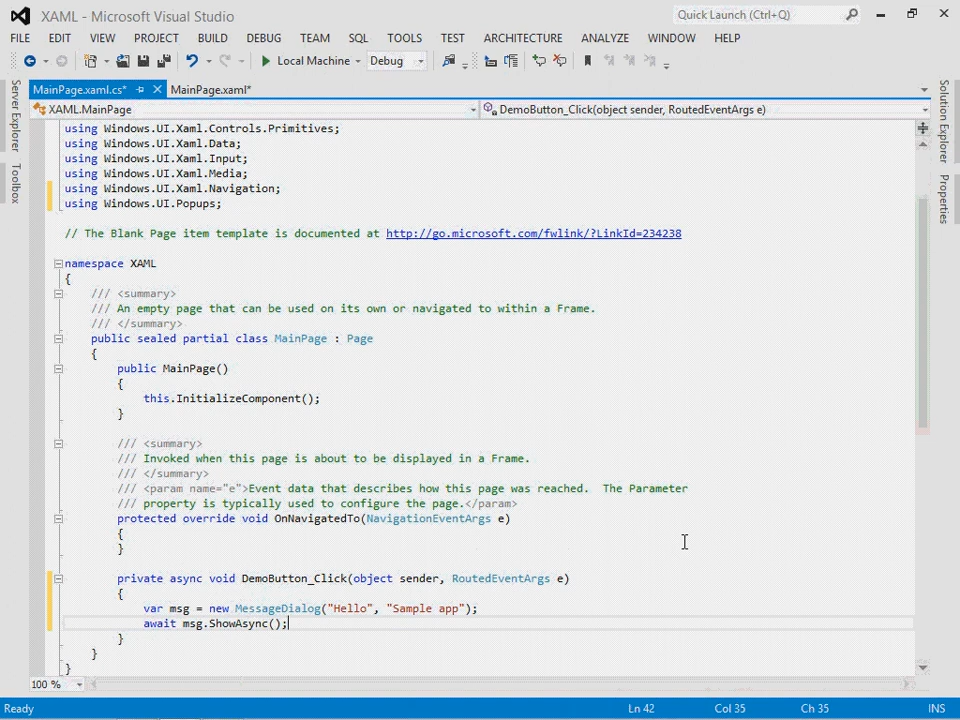 XAML - Microsoft Visual Studio
Quick Launch (Ctrl+Q)
FILE EDIT VIEW PROJECT BUILD DEBUG TEAM SQL TOOLS TEST ARCHITECTURE ANALYZE WINDOW HELP
Local Machine Debug
MainPage.xaml.cs* MainPage.xaml*
XAML.MainPage DemoButton_Click(object sender, RoutedEventArgs e)
Server Explorer
Toolbox
Solution Explorer
Properties
using Windows.UI.Xaml.Controls.Primitives;
using Windows.UI.Xaml.Data;
using Windows.UI.Xaml.Input;
using Windows.UI.Xaml.Media;
using Windows.UI.Xaml.Navigation;
using Windows.UI.Popups;
// The Blank Page item template is documented at http://go.microsoft.com/fwlink/?LinkId=234238
namespace XAML
{
/// <summary>
/// An empty page that can be used on its own or navigated to within a Frame.
/// </summary>
public sealed partial class MainPage : Page
{
public MainPage()
{
this.InitializeComponent();
}
/// <summary>
/// Invoked when this page is about to be displayed in a Frame.
/// </summary>
/// <param name="e">Event data that describes how this page was reached.  The Parameter
/// property is typically used to configure the page.</param>
protected override void OnNavigatedTo(NavigationEventArgs e)
{
}
private async void DemoButton_Click(object sender, RoutedEventArgs e)
{
var msg = new MessageDialog("Hello", "Sample app");
await msg.ShowAsync();
}
}
}
100 %
Ready Ln 42 Col 35 Ch 35 INS